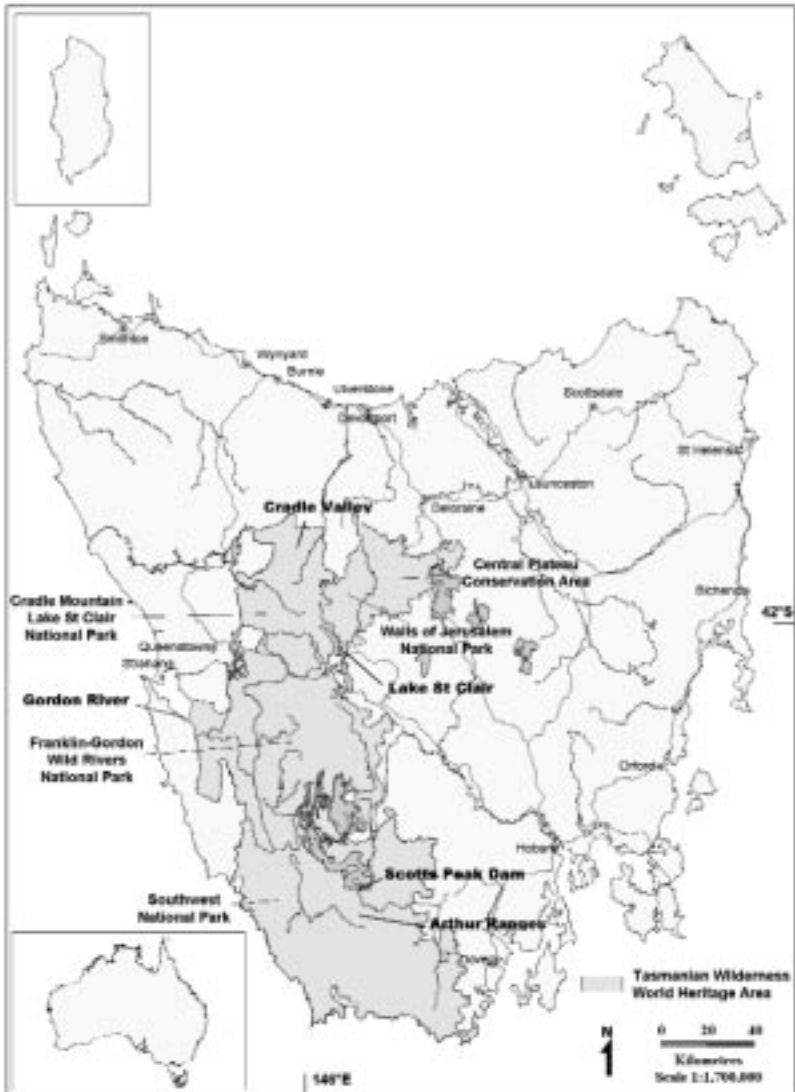 Smithton
Wynyard
Burnie
Ulverstone
Devonport
Scottsdale
St Helens
Launceston
Deloraine
Cradle Valley
Central Plateau
Conservation Area
Bicheno
42°S
Cradle Mountain -
Lake St Clair
National Park
Walls of Jerusalem
National Park
Queenstown
Strahan
Lake St Clair
Gordon River
Franklin-Gordon
Wild Rivers
National Park
Orford
Hobart
Scotts Peak Dam
Southwest
National Park
Arthur Ranges
Tasmanian Wilderness
World Heritage Area
N
0 20 40
Kilometres
Scale 1:1,700,000
146°E